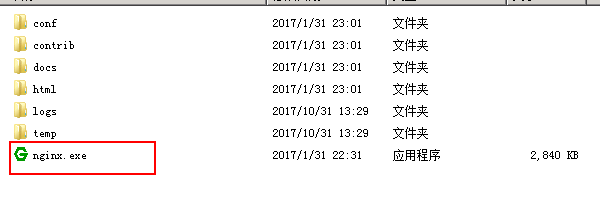 conf 2017/1/31 23:01 文件夹
contrib 2017/1/31 23:01 文件夹
docs 2017/1/31 23:01 文件夹
html 2017/1/31 23:01 文件夹
logs 2017/10/31 13:29 文件夹
temp 2017/10/31 13:29 文件夹
nginx.exe 2017/1/31 22:31 应用程序 2,840 KB